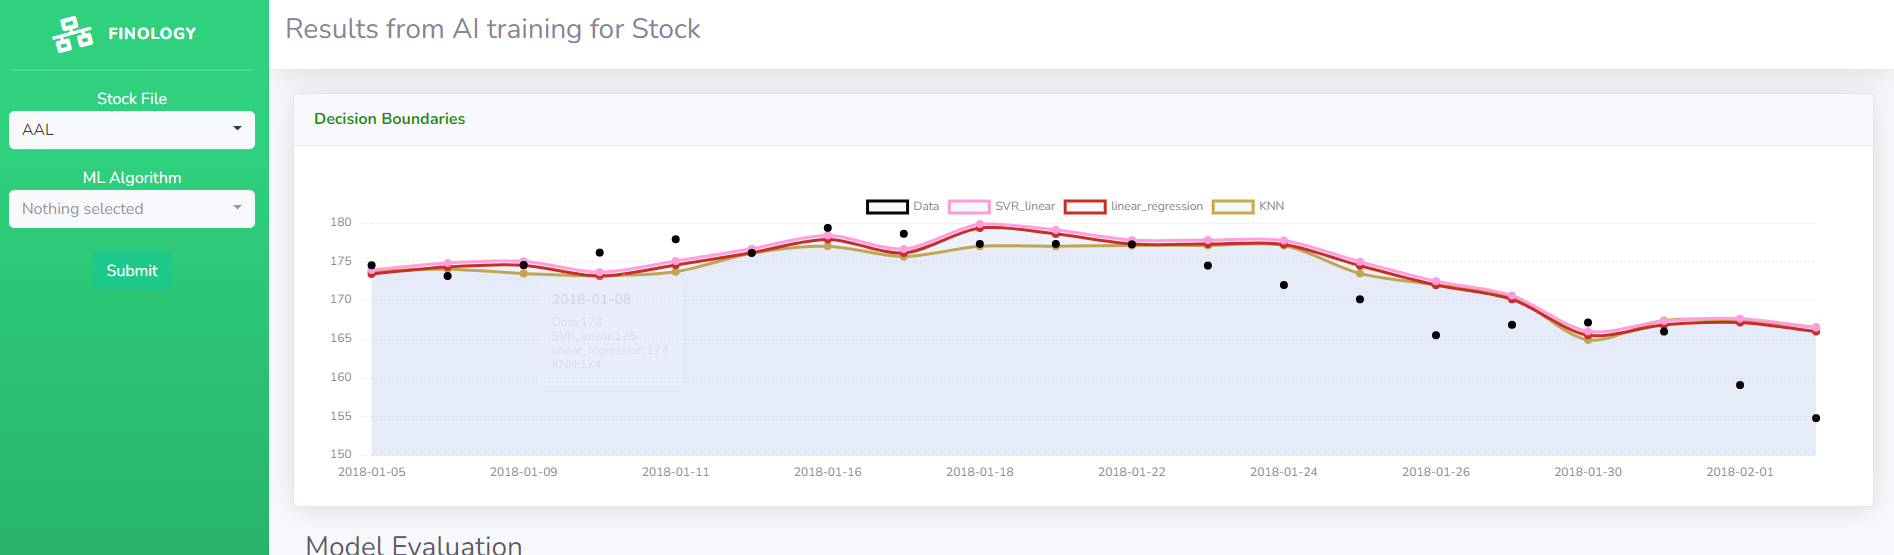 FINOLOGY
Stock File
AAL
ML Algorithm
Nothing selected
Submit
Results from AI training for Stock
Decision Boundaries
Data SVR_linear linear_regression KNN
180
175
170
165
160
155
150
2018-01-08
Data:173
SVR_linear:175
linear_regression:174
KNN:174
2018-01-05 2018-01-09 2018-01-11 2018-01-16 2018-01-18 2018-01-22 2018-01-24 2018-01-26 2018-01-30 2018-02-01
Model Evaluation